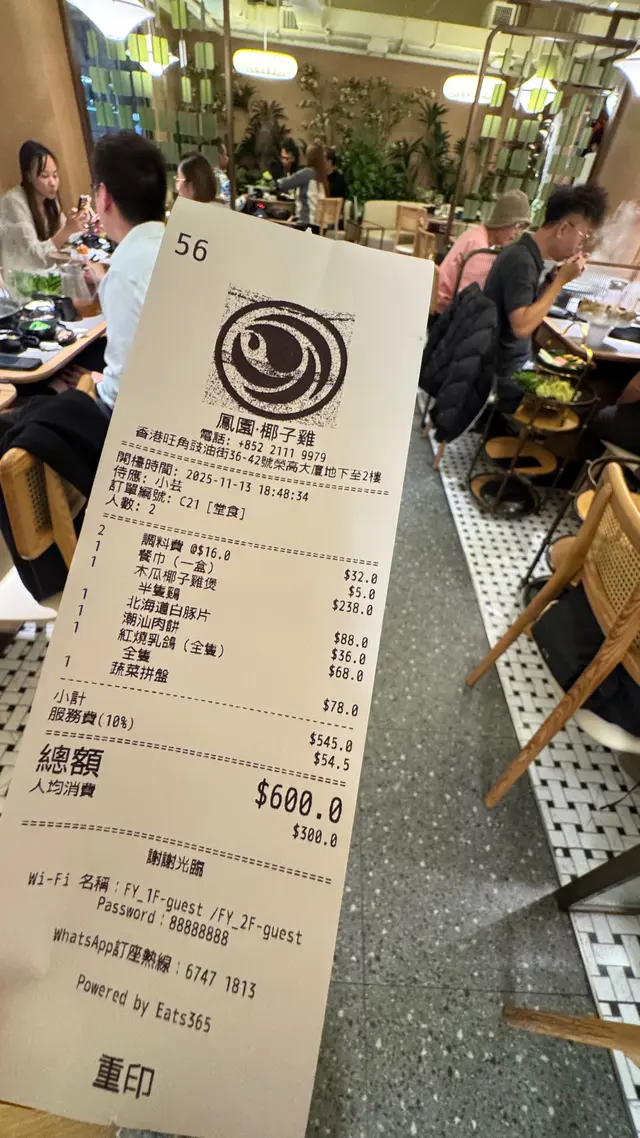 56
鳳園·椰子雞
電話: +852 2111 9979
香港旺角豉油街36-42號榮高大廈地下至2樓
開檯時間: 2025-11-13 18:48:34
侍應: 小芸
訂單編號: C21 [堂食]
人數: 2
2 調料費 @$16.0 $32.0
1 餐巾（一盒） $5.0
1 木瓜椰子雞煲 $238.0
半隻鷄
1 北海道白豚片 $88.0
1 潮汕肉餅 $36.0
1 紅燒乳鴿（全隻） $68.0
全隻
1 蔬菜拼盤 $78.0
小計 $545.0
服務費(10%) $54.5
總額 $600.0
人均消費 $300.0
謝謝光臨
Wi-Fi 名稱：FY_1F-guest /FY_2F-guest
Password：88888888
WhatsApp訂座熱線：6747 1813
Powered by Eats365
重印